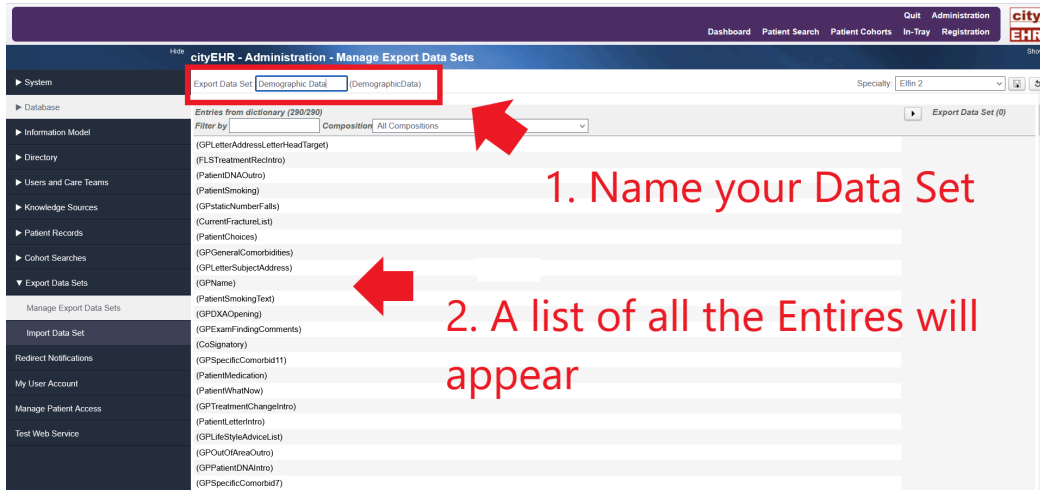 Quit Administration
city
Dashboard Patient Search Patient Cohorts In-Tray Registration
EHR
Hide
cityEHR - Administration - Manage Export Data Sets
► System
Export Data Set: Demographic Data (DemographicData)
Specialty: Elfin 2
► Database
Entries from dictionary (290/290)
Export Data Set (0)
Filter by Composition All Compositions
► Information Model
(GPLetterAddressLetterHeadTarget)
► Directory
(FLSTreatmentRecIntro)
(PatientDNAOutro)
► Users and Care Teams
(PatientSmoking)
1. Name your Data Set
► Knowledge Sources
(GPstaticNumberFalls)
(CurrentFractureList)
► Patient Records
(PatientChoices)
► Cohort Searches
(GPGeneralComorbidities)
(GPLetterSubjectAddress)
▼ Export Data Sets
(GPName)
(PatientSmokingText)
Manage Export Data Sets
(GPDXAOpening)
2. A list of all the Entires will
appear
Import Data Set
(GPExamFindingComments)
(CoSignatory)
Redirect Notifications
(GPSpecificComorbid11)
(PatientMedication)
My User Account
(PatientWhatNow)
Manage Patient Access
(GPTreatmentChangeIntro)
(PatientLetterIntro)
Test Web Service
(GPLifeStyleAdviceList)
(GPOutOfAreaOutro)
(GPPatientDNAIntro)
(GPSpecificComorbid7)